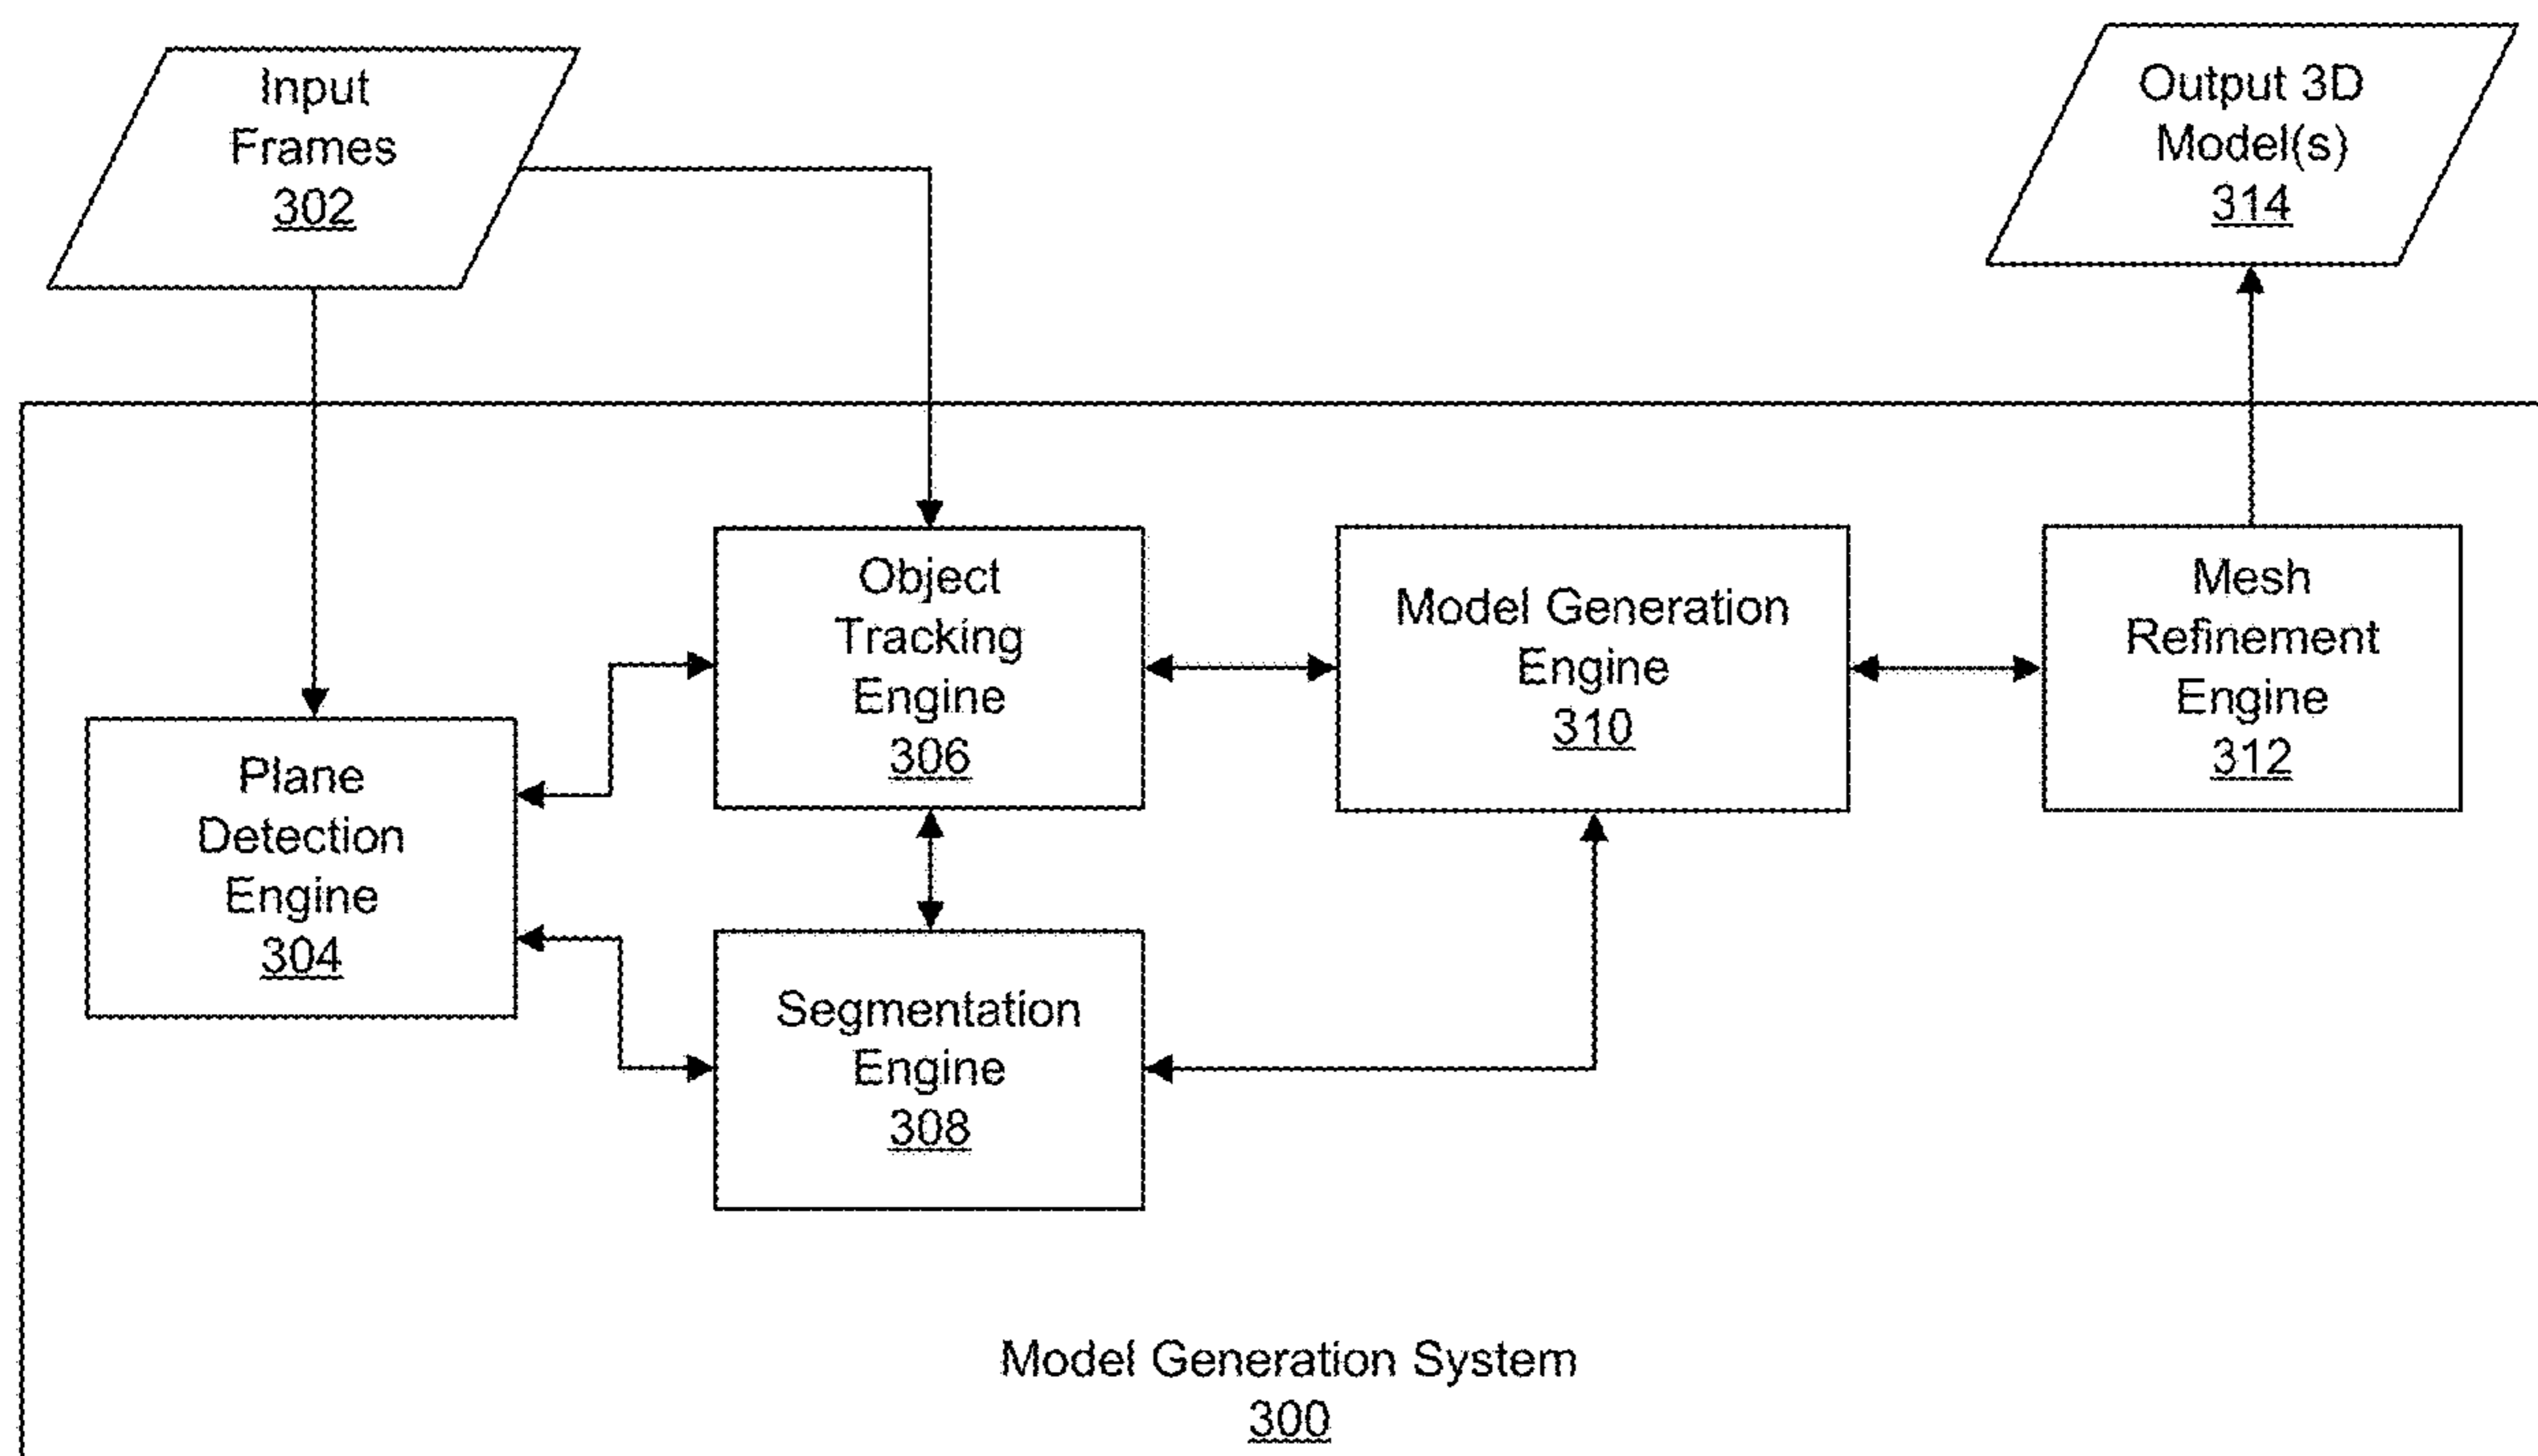 Input
Frames
302
Output 3D
Model(s)
314
Object
Tracking
Engine
306
Model Generation
Engine
310
Mesh
Refinement
Engine
312
Plane
Detection
Engine
304
Segmentation
Engine
308
Model Generation System
300